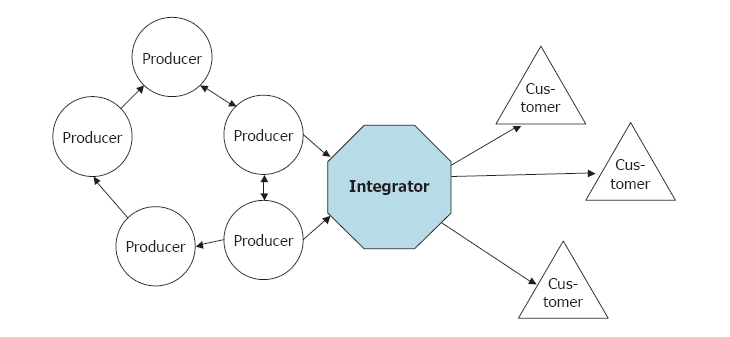 Producer
Producer
Producer
Producer
Producer
Integrator
Cus-
tomer
Cus-
tomer
Cus-
tomer